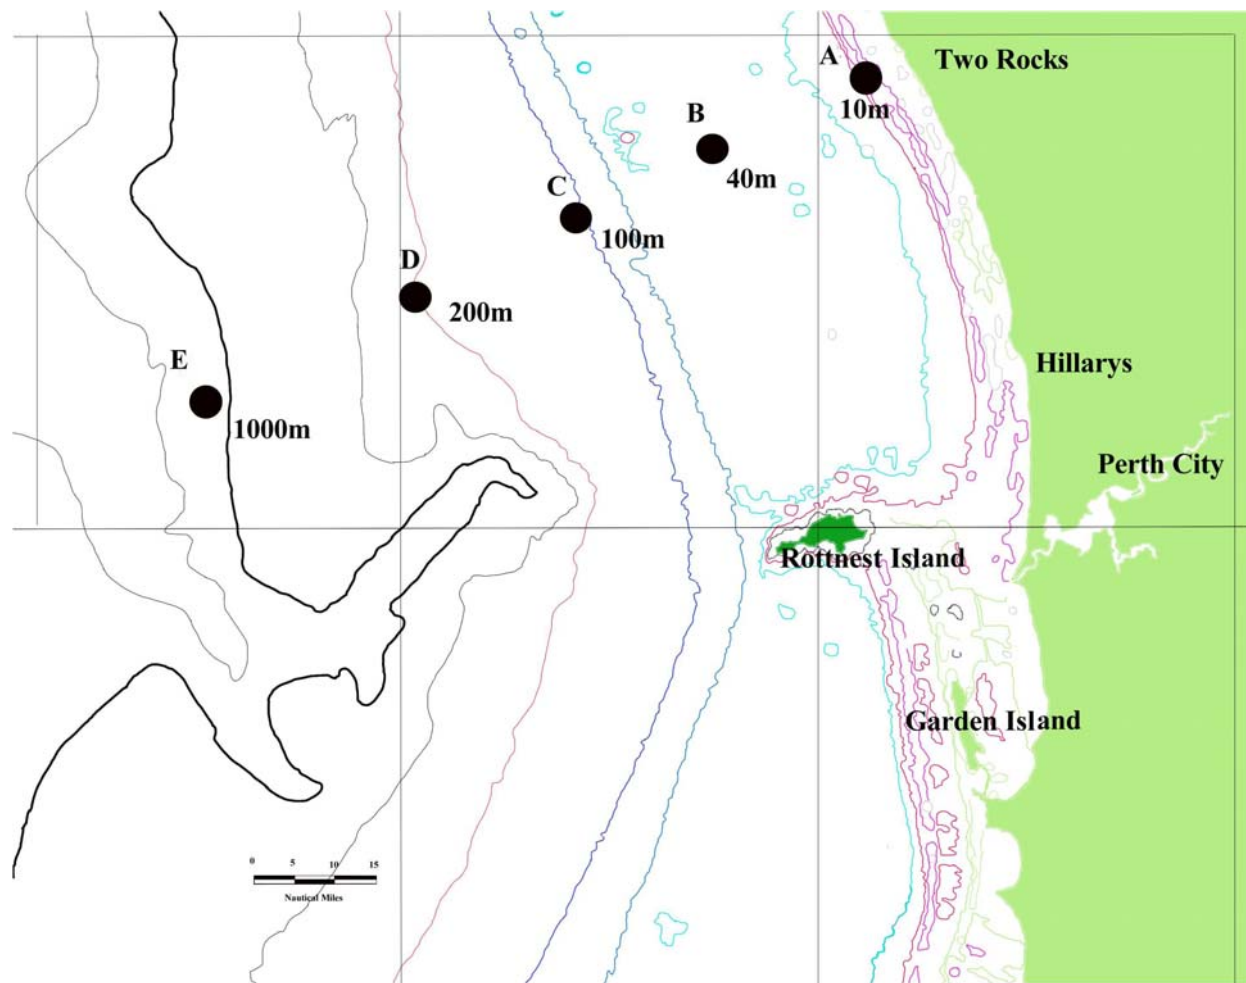 A
Two Rocks
10m
B
40m
C
100m
D
200m
E
1000m
Hillarys
Perth City
Rottnest Island
Garden Island
0 5 10 15
Nautical Miles